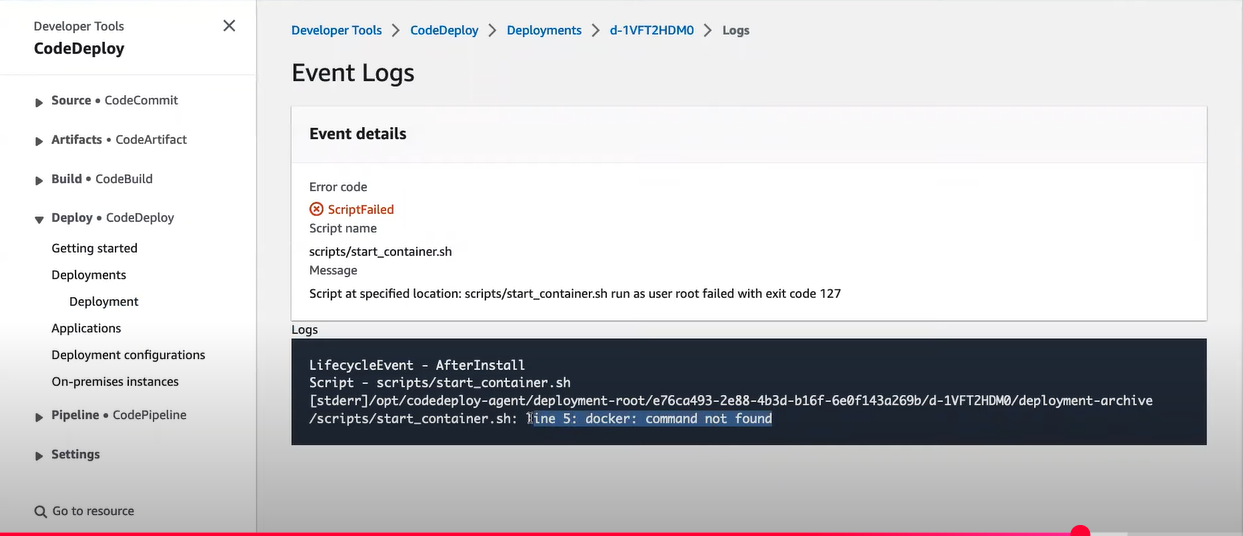 Developer Tools
CodeDeploy
Source • CodeCommit
Artifacts • CodeArtifact
Build • CodeBuild
Deploy • CodeDeploy
Getting started
Deployments
Deployment
Applications
Deployment configurations
On-premises instances
Pipeline • CodePipeline
Settings
Go to resource
Developer Tools > CodeDeploy > Deployments > d-1VFT2HDM0 > Logs
Event Logs
Event details
Error code
ScriptFailed
Script name
scripts/start_container.sh
Message
Script at specified location: scripts/start_container.sh run as user root failed with exit code 127
Logs
LifecycleEvent - AfterInstall
Script - scripts/start_container.sh
[stderr]/opt/codedeploy-agent/deployment-root/e76ca493-2e88-4b3d-b16f-6e0f143a269b/d-1VFT2HDM0/deployment-archive
/scripts/start_container.sh: line 5: docker: command not found